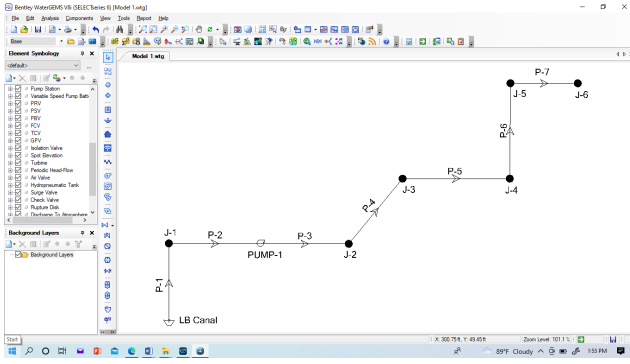 Bentley WaterGEMS V8i (SELECTseries 6) [Model 1.wtg]
File Edit Analysis Components View Tools Report Help
Base
Element Symbology
Model 1.wtg
<default>
Pump Station
Variable Speed Pump Batte
PRV
PSV
PBV
FCV
TCV
GPV
Isolation Valve
Spot Elevation
Turbine
Periodic Head-Flow
Air Valve
Hydropneumatic Tank
Surge Valve
Check Valve
Rupture Disk
Discharge To Atmosphere
Background Layers
Background Layers
P-7
J-5
J-6
P-6
P-5
J-3
J-4
P-4
J-1
P-2
P-3
PUMP-1
J-2
P-1
LB Canal
Start
X: 300.75 ft, Y: 49.45 ft
Zoom Level: 101.1 %
89°F Cloudy
1:55 PM